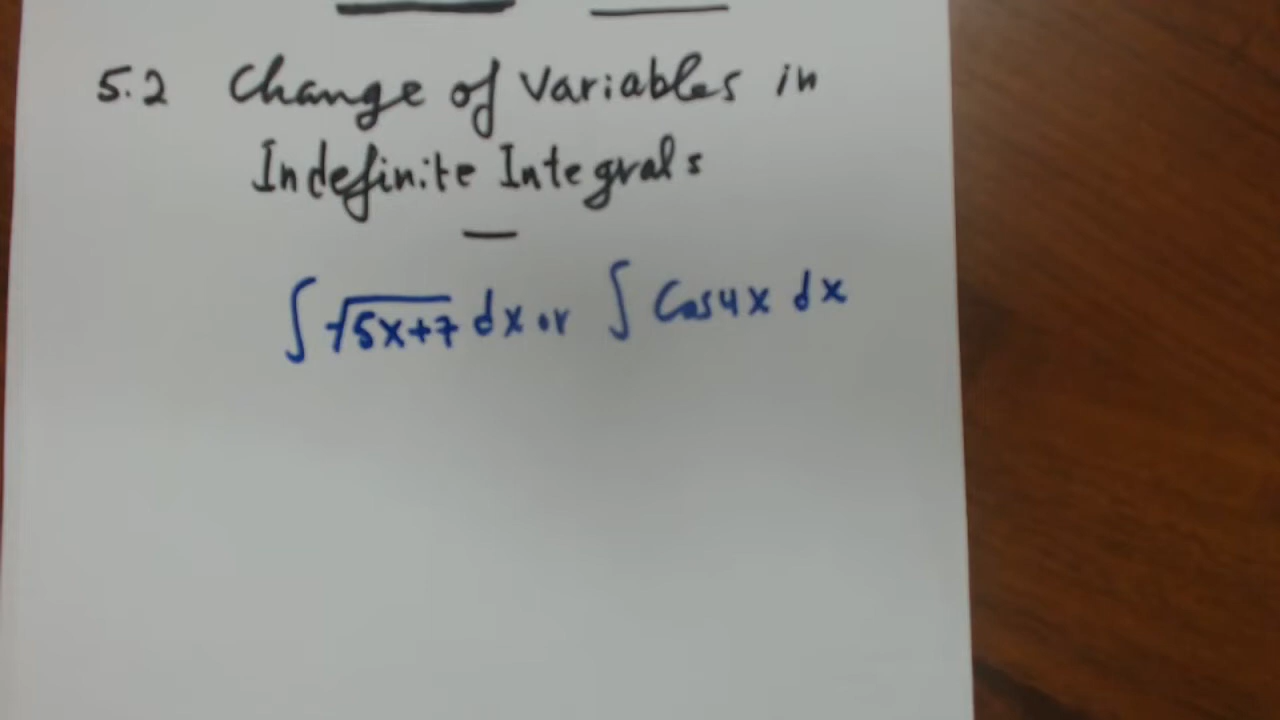 5.2 Change of Variables in
Indefinite Integrals
∫ √5x+7 dx or ∫ Cos4x dx